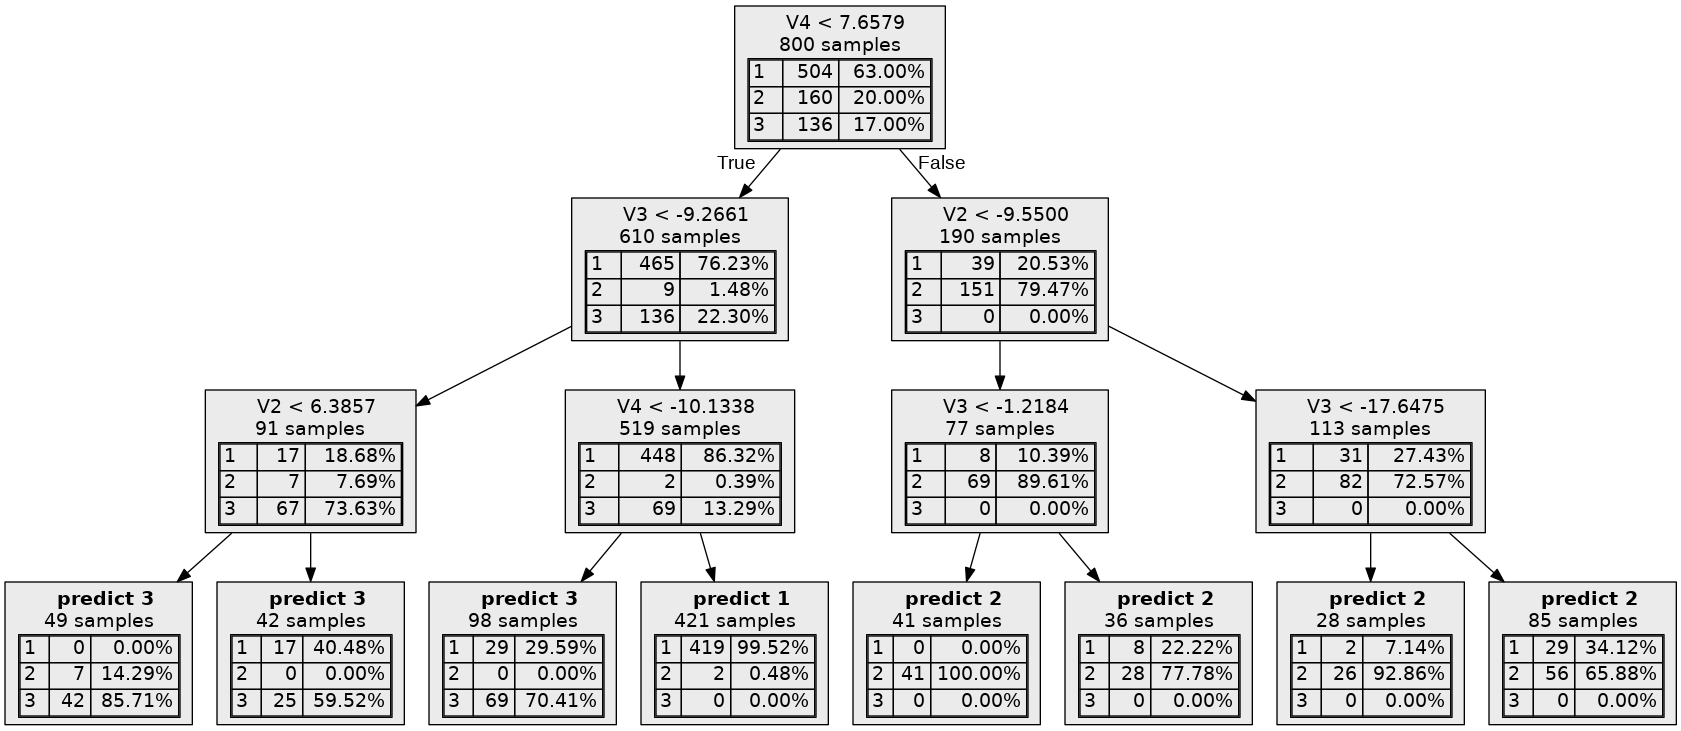 V4 < 7.6579
800 samples
1 504 63.00%
2 160 20.00%
3 136 17.00%
True
False
V3 < -9.2661
610 samples
1 465 76.23%
2 9 1.48%
3 136 22.30%
V2 < -9.5500
190 samples
1 39 20.53%
2 151 79.47%
3 0 0.00%
V2 < 6.3857
91 samples
1 17 18.68%
2 7 7.69%
3 67 73.63%
V4 < -10.1338
519 samples
1 448 86.32%
2 2 0.39%
3 69 13.29%
V3 < -1.2184
77 samples
1 8 10.39%
2 69 89.61%
3 0 0.00%
V3 < -17.6475
113 samples
1 31 27.43%
2 82 72.57%
3 0 0.00%
predict 3
49 samples
1 0 0.00%
2 7 14.29%
3 42 85.71%
predict 3
42 samples
1 17 40.48%
2 0 0.00%
3 25 59.52%
predict 3
98 samples
1 29 29.59%
2 0 0.00%
3 69 70.41%
predict 1
421 samples
1 419 99.52%
2 2 0.48%
3 0 0.00%
predict 2
41 samples
1 0 0.00%
2 41 100.00%
3 0 0.00%
predict 2
36 samples
1 8 22.22%
2 28 77.78%
3 0 0.00%
predict 2
28 samples
1 2 7.14%
2 26 92.86%
3 0 0.00%
predict 2
85 samples
1 29 34.12%
2 56 65.88%
3 0 0.00%